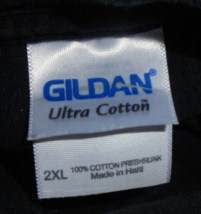 GILDAN®
Ultra Cotton®
2XL 100% COTTON PRESHRUNK
Made in Haiti